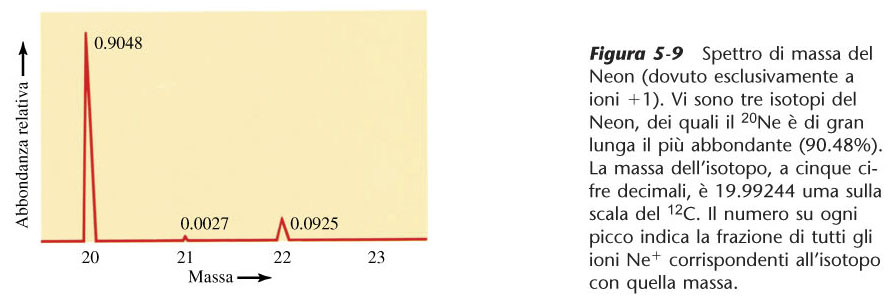 0.9048
Abbondanza relativa
0.0027
0.0925
20 21 22 23
Massa
Figura 5-9 Spettro di massa del
Neon (dovuto esclusivamente a
ioni +1). Vi sono tre isotopi del
Neon, dei quali il ²⁰Ne è di gran
lunga il più abbondante (90.48%).
La massa dell’isotopo, a cinque ci-
fre decimali, è 19.99244 uma sulla
scala del ¹²C. Il numero su ogni
picco indica la frazione di tutti gli
ioni Ne⁺ corrispondenti all’isotopo
con quella massa.